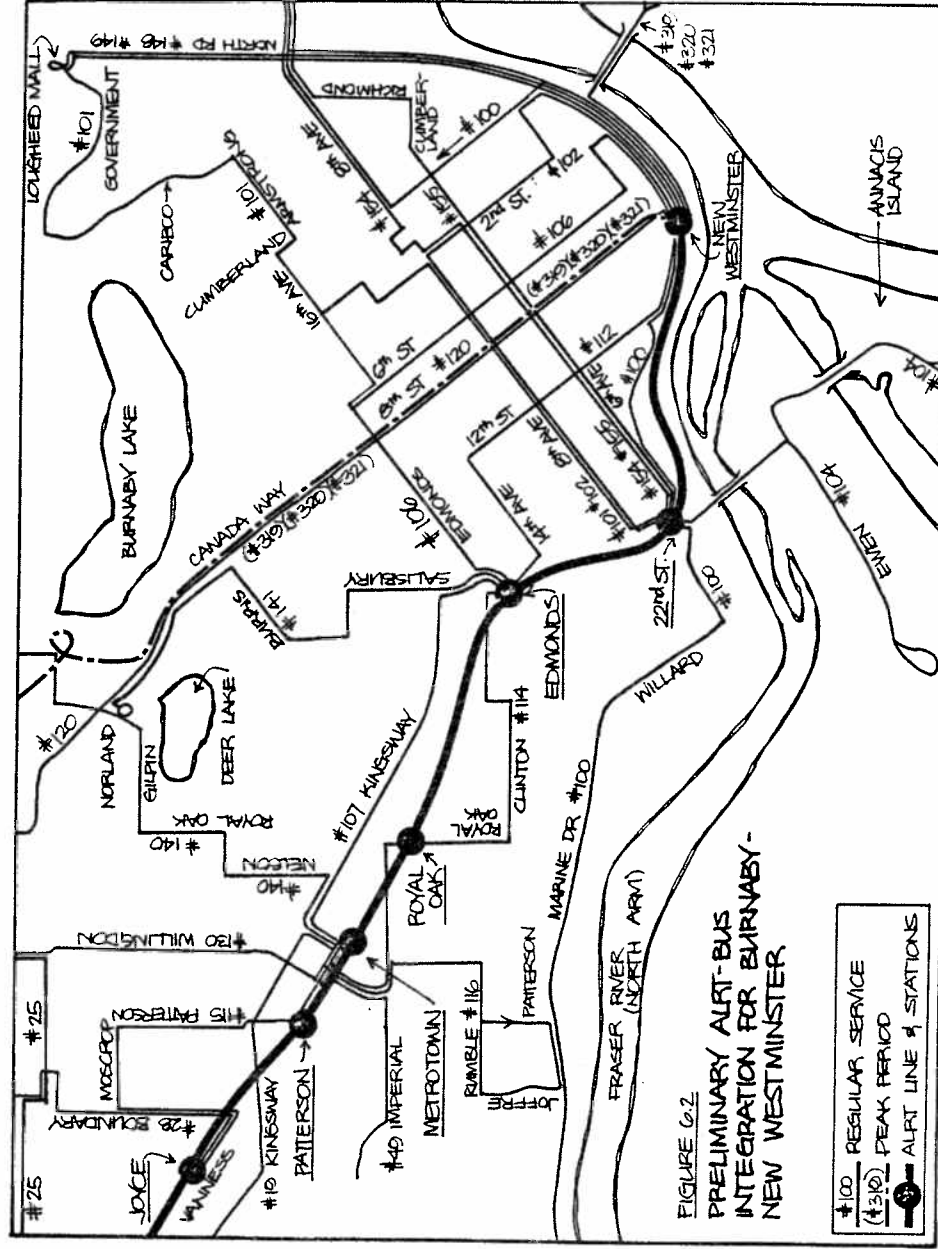 LOUGHEED MALL
#101
GOVERNMENT
#149 #148 NORTH RD
CARIBOO
#101
ARMSTRONG
CUMBERLAND
16th AVE
8th AVE
RICHMOND
CUMBER-
LAND
#100
#154
#155
2nd ST.
#102
#106
(#319)(#320)(#321)
#319
#320
#321
NEW
WESTMINSTER
ANNACIS
ISLAND
BURNABY LAKE
6th ST
8th ST #120
#112
#100
6th AVE
12th ST
8th AVE
14th AVE
#101 #102
#154 #155
CANADA WAY
(#319)(#320)(#321)
#106
EDMONDS
SALISBURY
BURRIS
#141
22nd ST.
#100
#104
EWEN
#104
EDMONDS
WILLARD
#120
NORLAND
GILPIN
DEER LAKE
ROYAL OAK
#140
NELSON
#140
#107 KINGSWAY
CLINTON #114
ROYAL
OAK
ROYAL
OAK
MARINE DR #100
#130 WILLINGDON
#25
#25
MOSCROP
#115 PATTERSON
#28 BOUNDARY
JOYCE
VANNESS
#19 KINGSWAY
PATTERSON
#49 IMPERIAL
METROTOWN
RUMBLE #116
PATTERSON
JOFFRE
FRASER RIVER
(NORTH ARM)
FIGURE 6.2
PRELIMINARY ALRT-BUS
INTEGRATION FOR BURNABY-
NEW WESTMINSTER
#100 REGULAR SERVICE
(#319) PEAK PERIOD
ALRT LINE & STATIONS